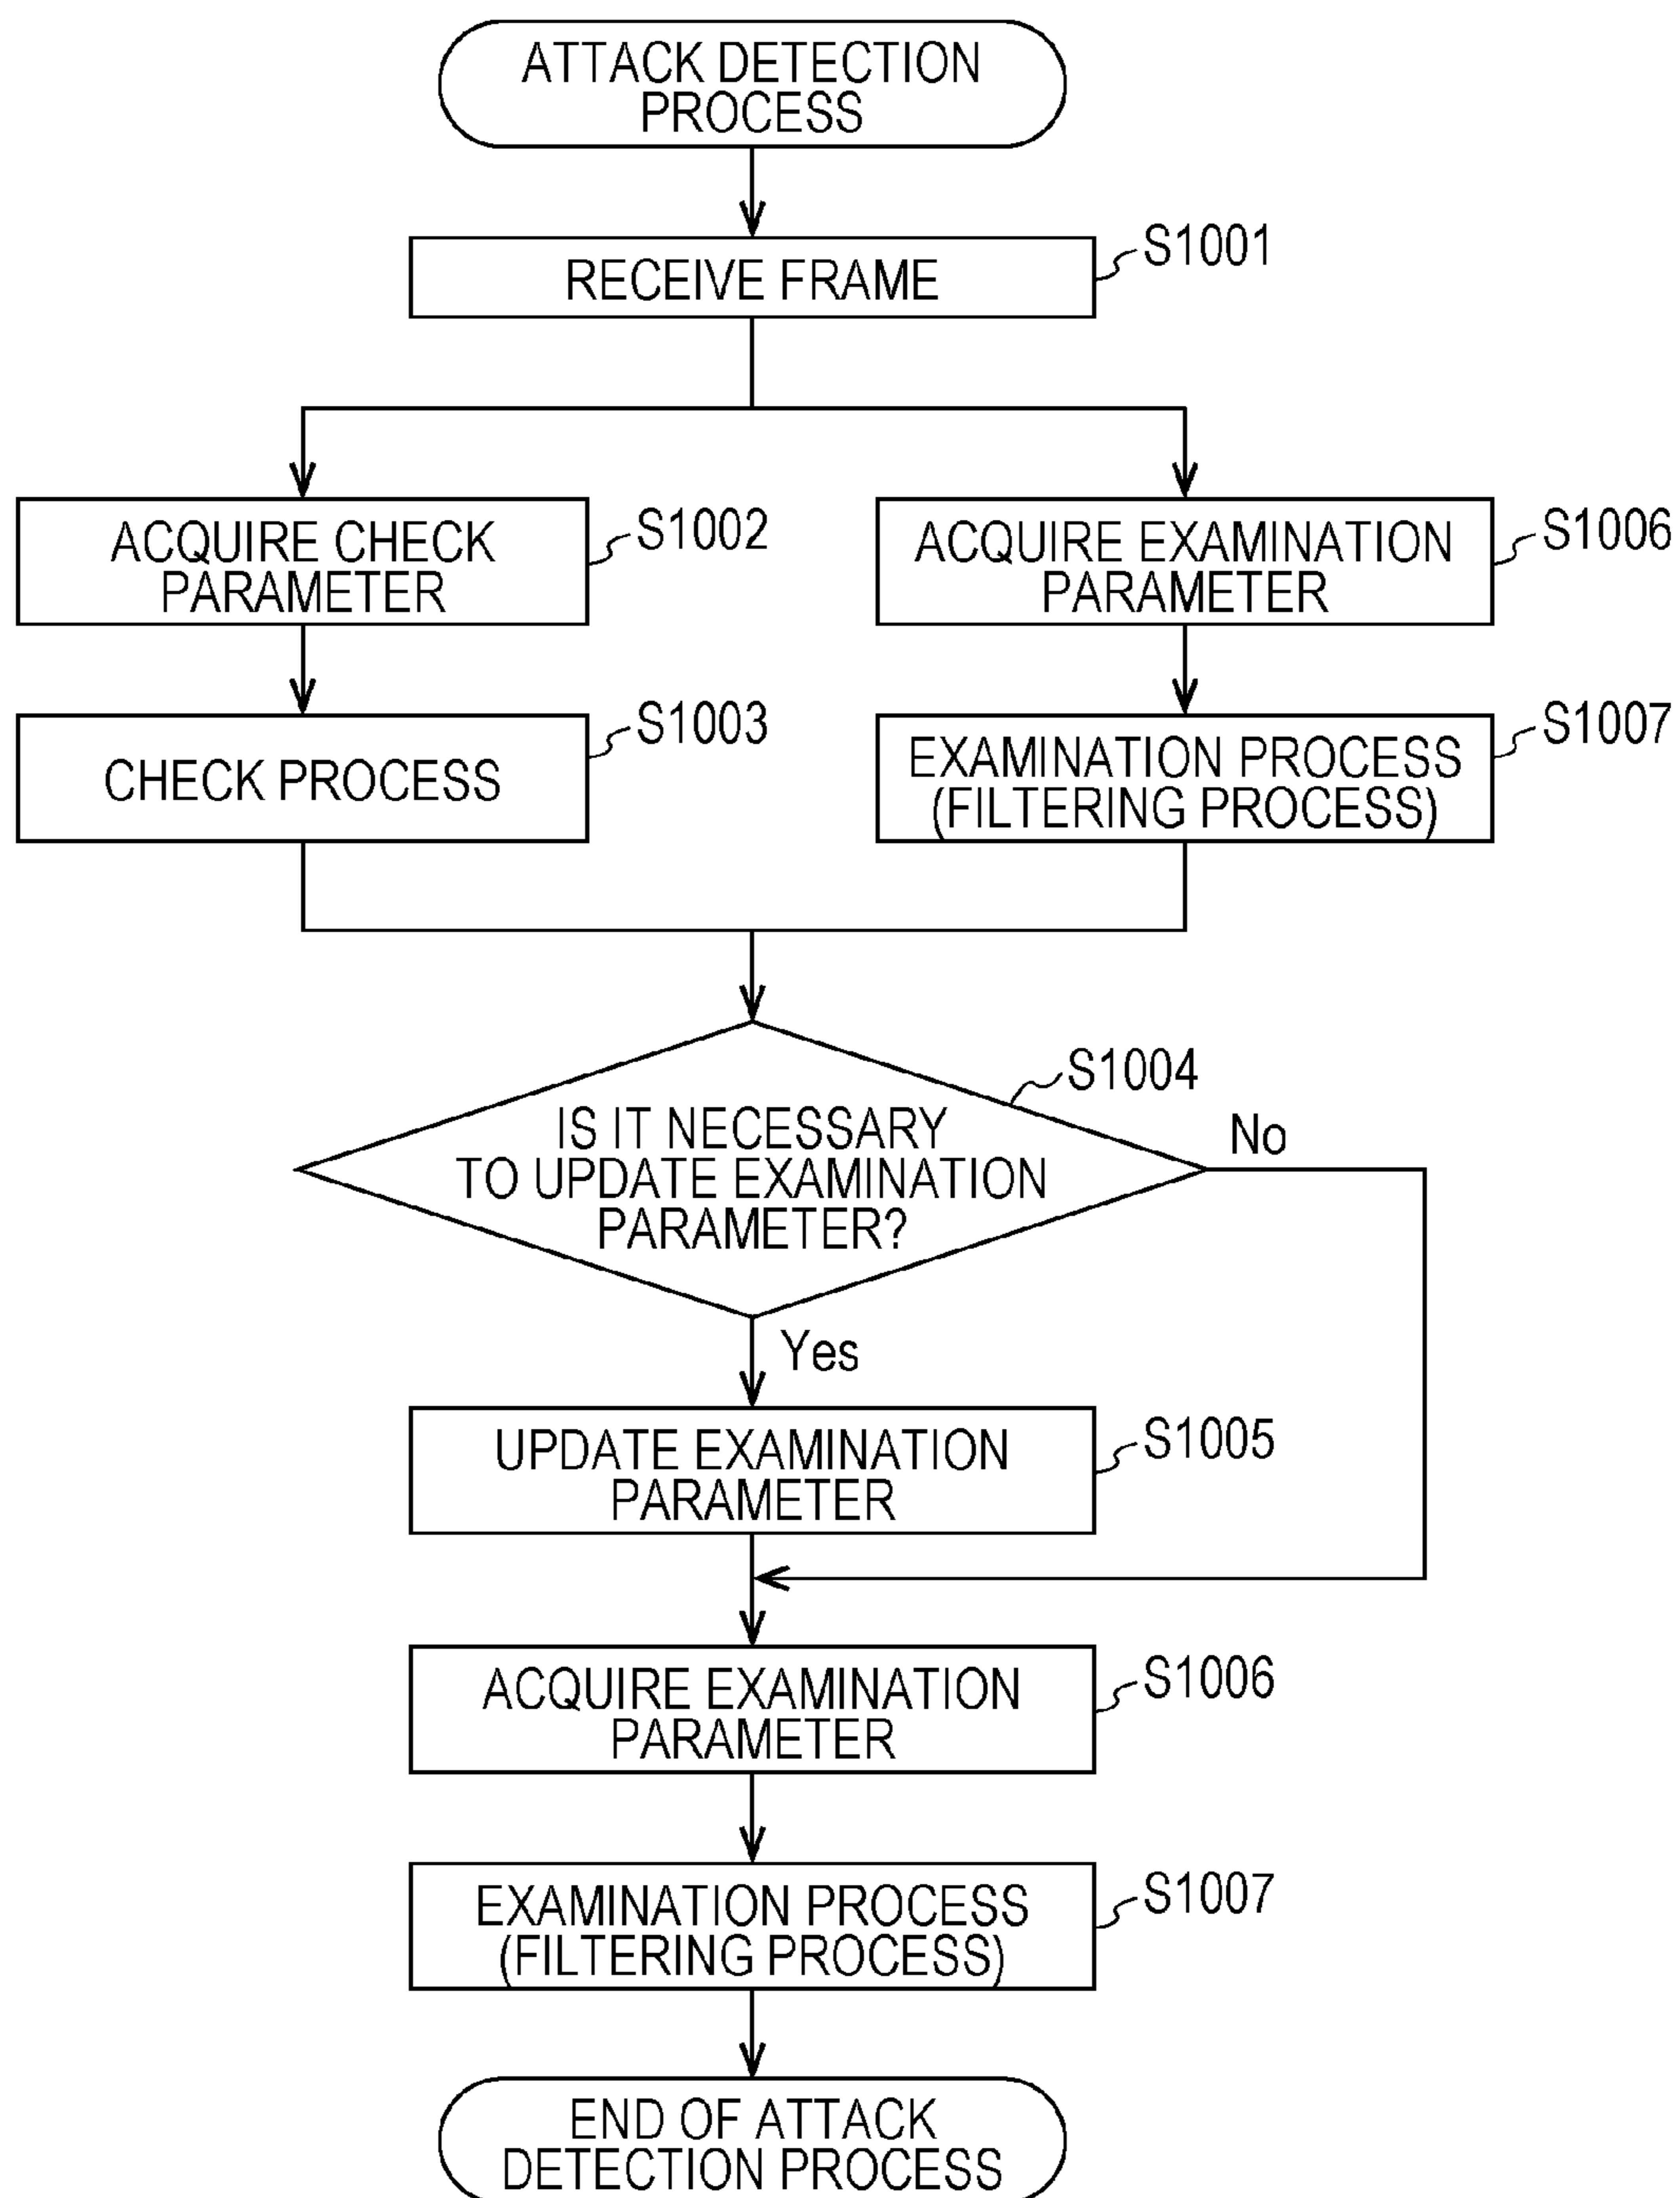 ATTACK DETECTION
PROCESS
RECEIVE FRAME
S1001
ACQUIRE CHECK
PARAMETER
S1002
ACQUIRE EXAMINATION
PARAMETER
S1006
CHECK PROCESS
S1003
EXAMINATION PROCESS
(FILTERING PROCESS)
S1007
IS IT NECESSARY
TO UPDATE EXAMINATION
PARAMETER?
S1004
No
Yes
UPDATE EXAMINATION
PARAMETER
S1005
ACQUIRE EXAMINATION
PARAMETER
S1006
EXAMINATION PROCESS
(FILTERING PROCESS)
S1007
END OF ATTACK
DETECTION PROCESS